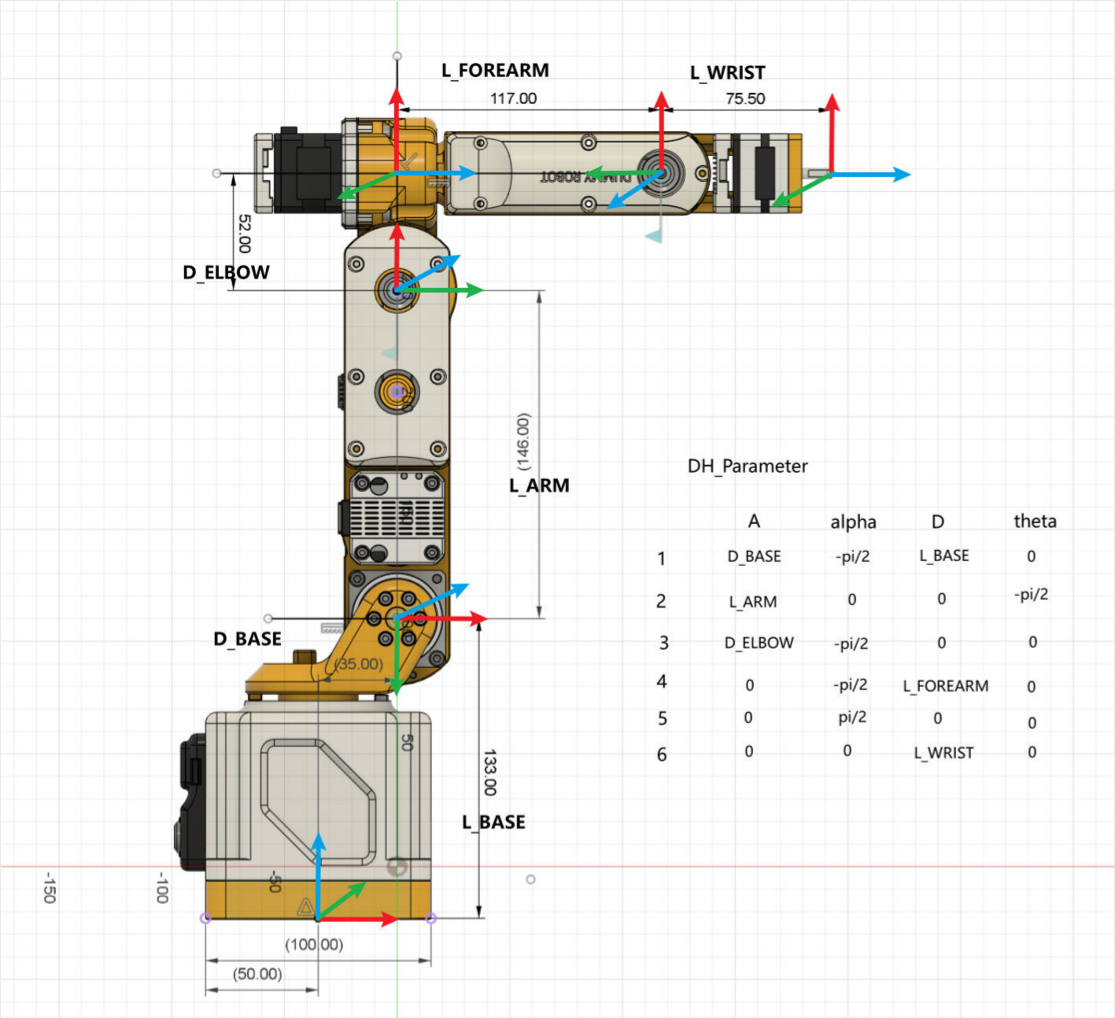 L_FOREARM
L_WRIST
117.00
75.50
DUMMY ROBOT
52.00
D_ELBOW
(146.00)
L_ARM
D_BASE
(35.00)
50
133.00
L_BASE
-150
-100
-50
(100.00)
(50.00)
DH_Parameter
A alpha D theta
1 D_BASE -pi/2 L_BASE 0
2 L_ARM 0 0 -pi/2
3 D_ELBOW -pi/2 0 0
4 0 -pi/2 L_FOREARM 0
5 0 pi/2 0 0
6 0 0 L_WRIST 0